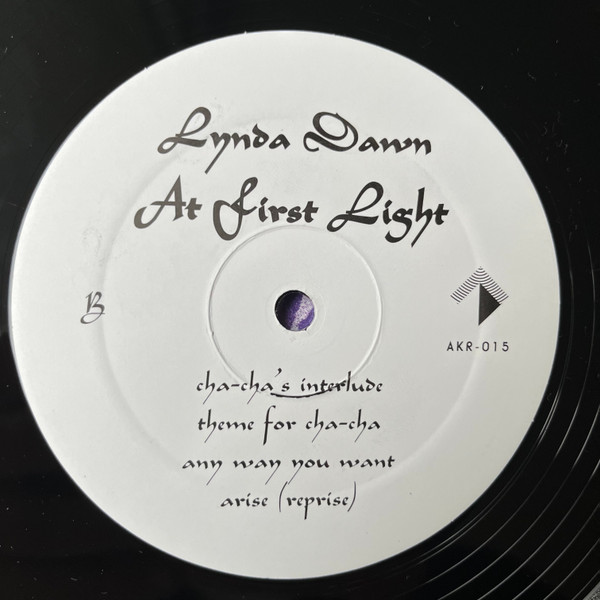 Lynda Dawn
At First Light
B
AKR-015
cha-cha's interlude
theme for cha-cha
any way you want
arise (reprise)